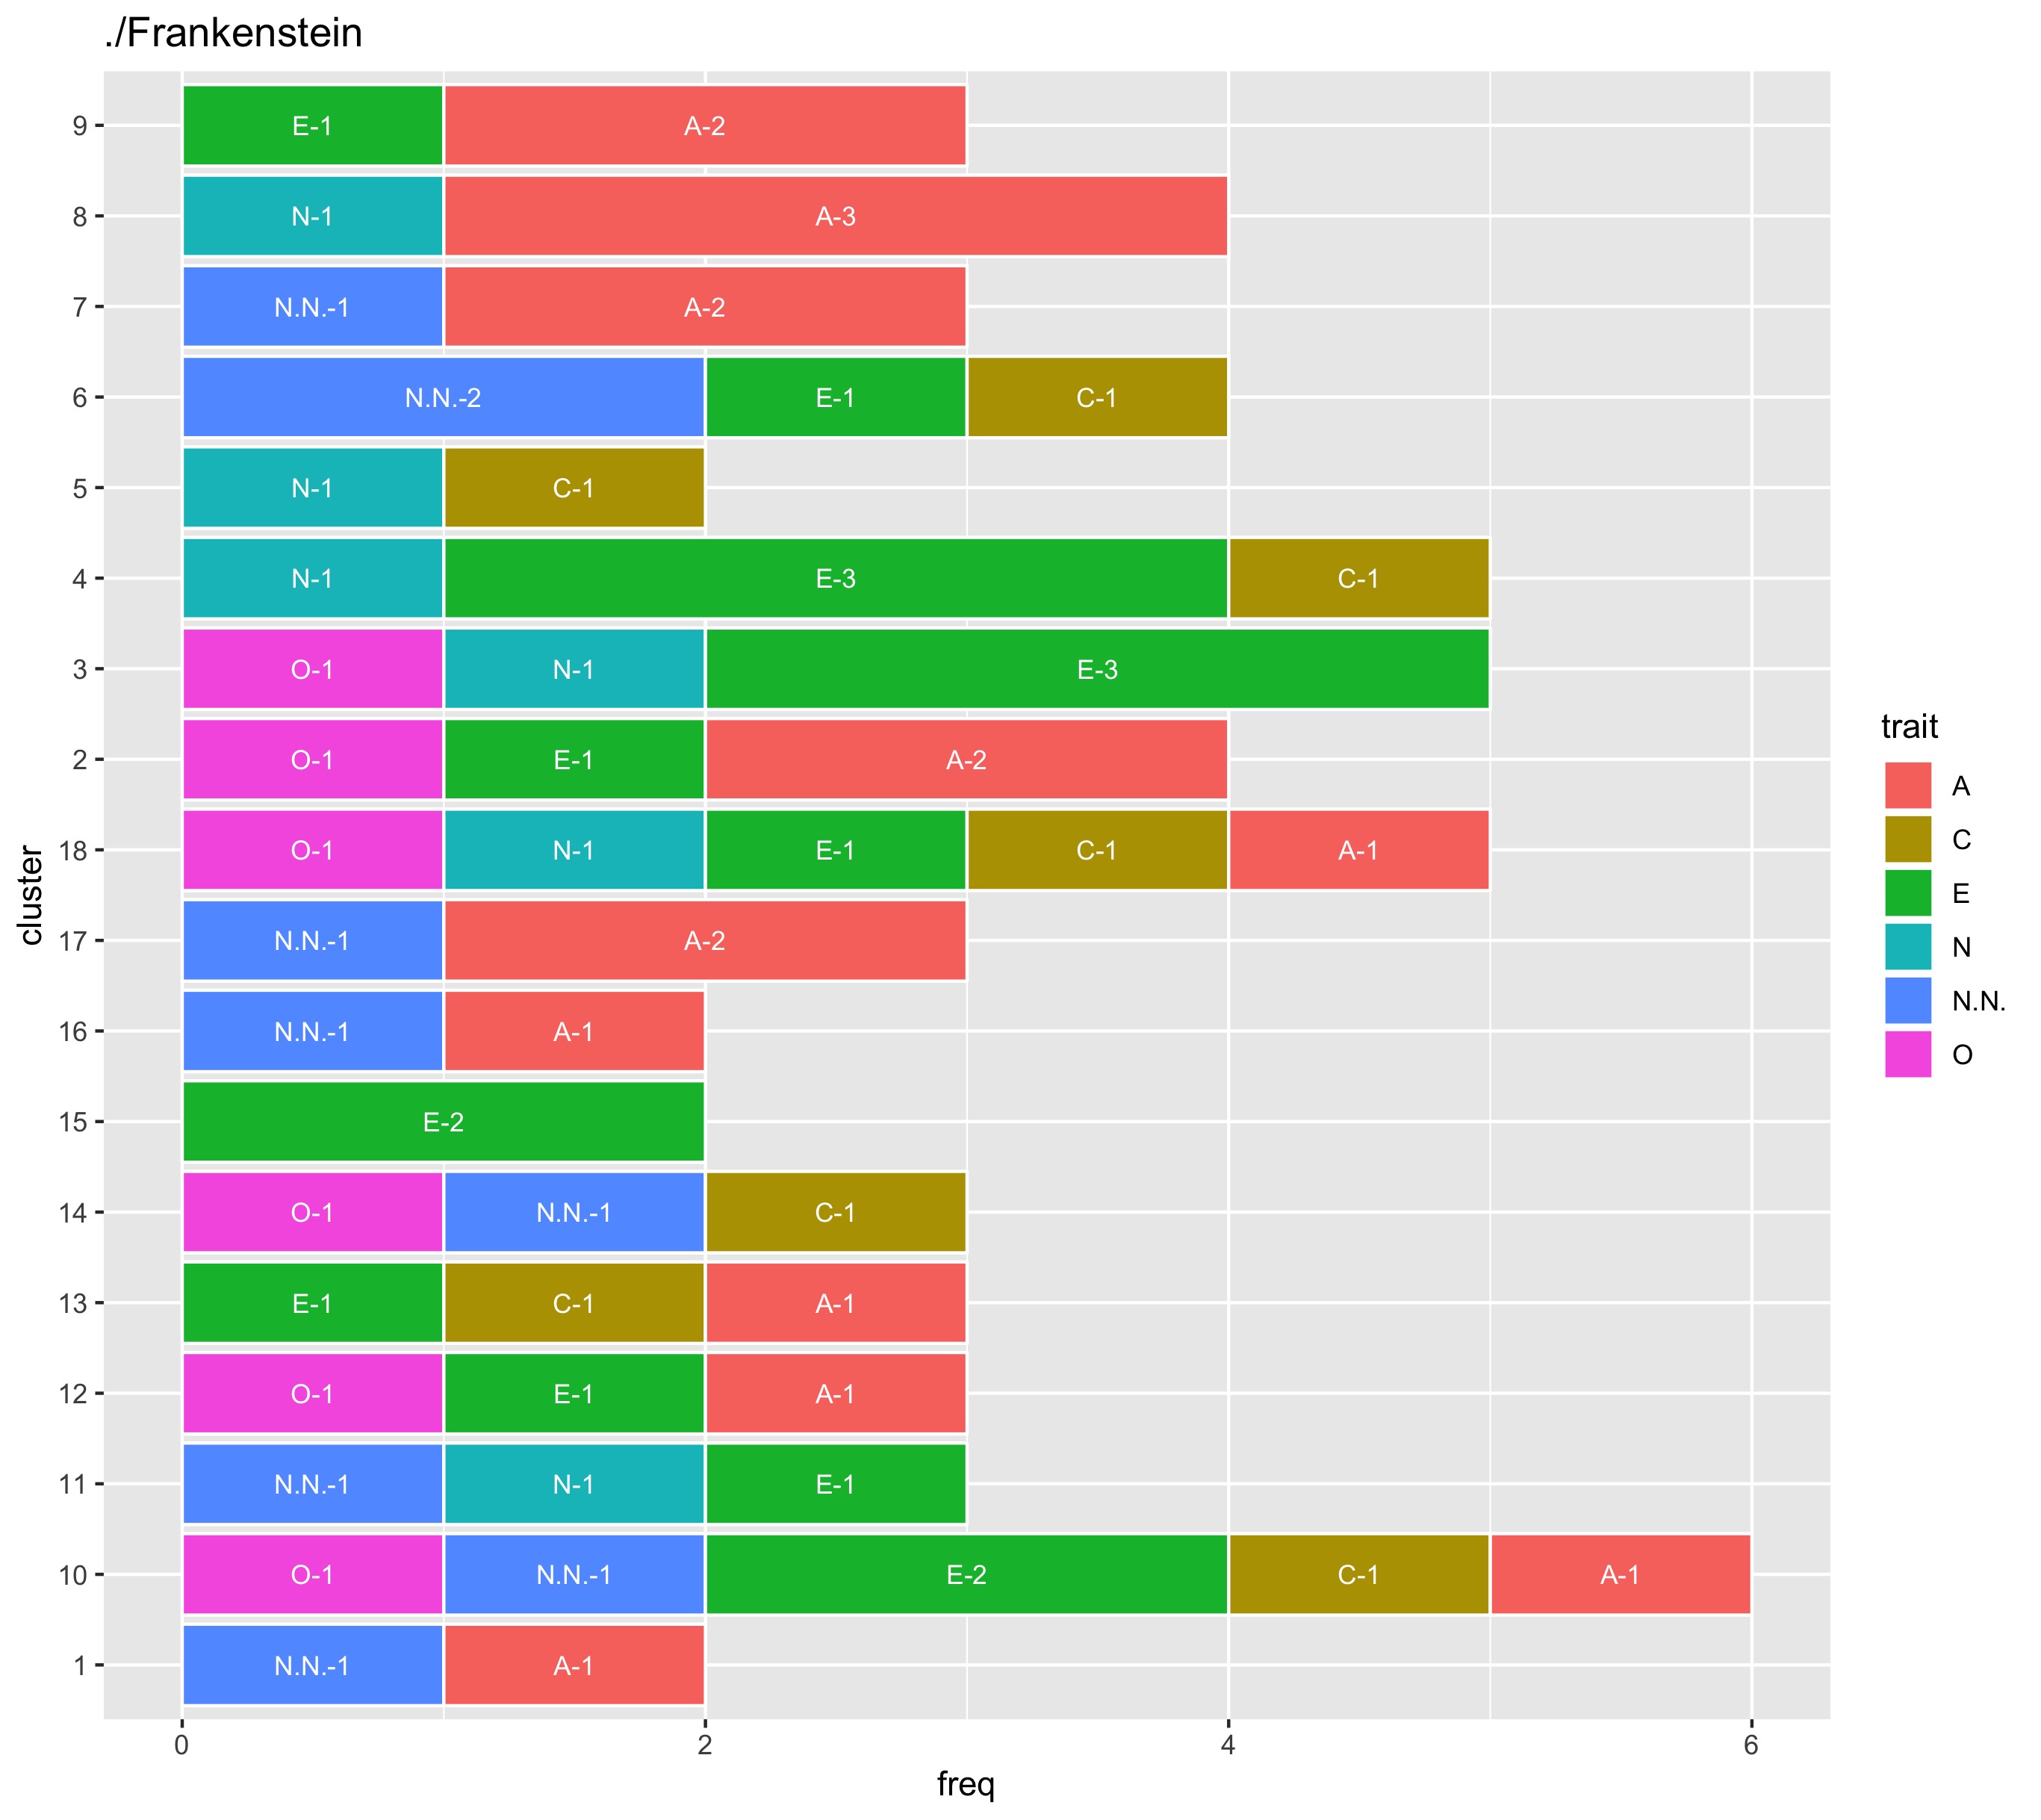 ./Frankenstein
9 E-1 A-2
8 N-1 A-3
7 N.N.-1 A-2
6 N.N.-2 E-1 C-1
5 N-1 C-1
4 N-1 E-3 C-1
3 O-1 N-1 E-3
2 O-1 E-1 A-2
18 O-1 N-1 E-1 C-1 A-1
17 N.N.-1 A-2
16 N.N.-1 A-1
15 E-2
14 O-1 N.N.-1 C-1
13 E-1 C-1 A-1
12 O-1 E-1 A-1
11 N.N.-1 N-1 E-1
10 O-1 N.N.-1 E-2 C-1 A-1
1 N.N.-1 A-1
0 2 4 6
freq
cluster
trait
A
C
E
N
N.N.
O